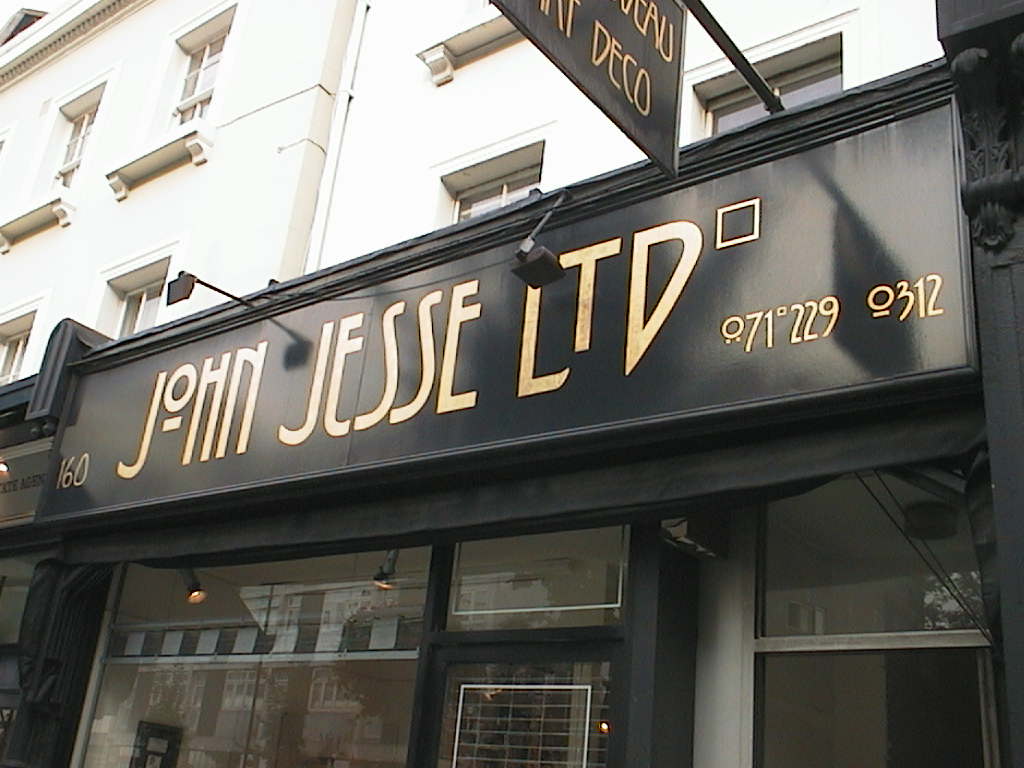 ART DECO
JOHN JESSE LTD
071 229 0312
160